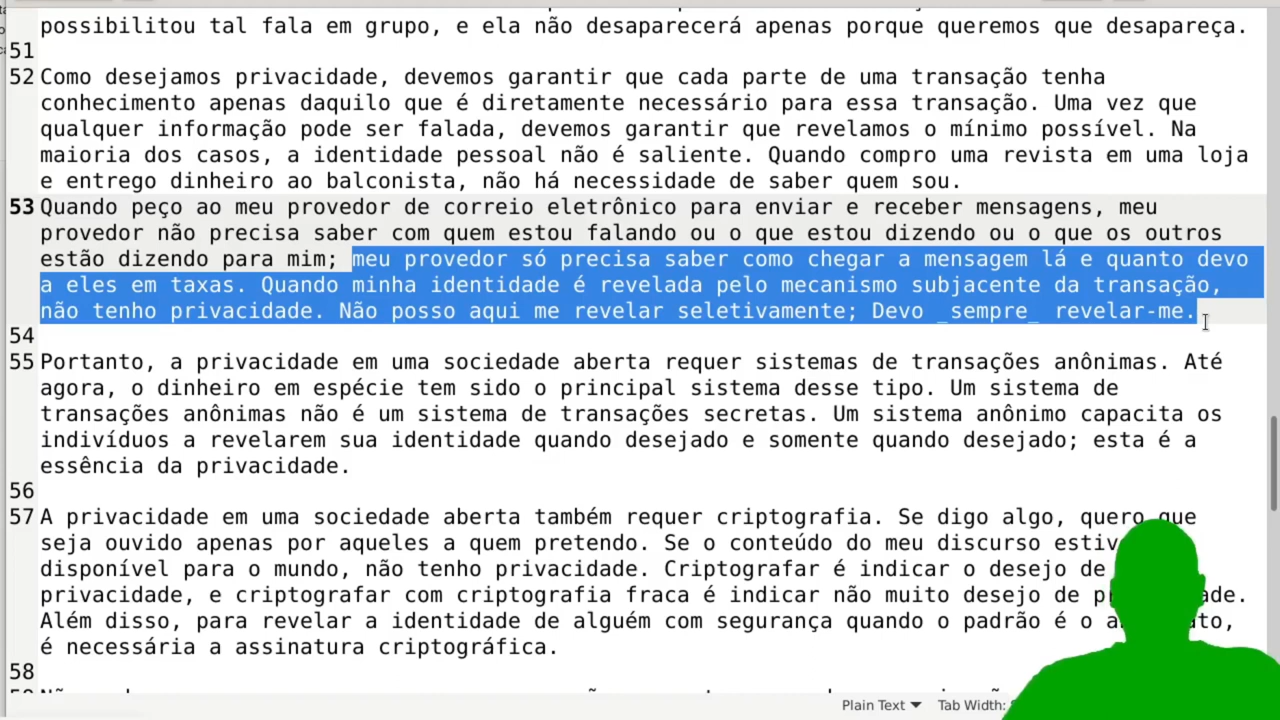 possibilitou tal fala em grupo, e ela não desaparecerá apenas porque queremos que desapareça.
51
52 Como desejamos privacidade, devemos garantir que cada parte de uma transação tenha
conhecimento apenas daquilo que é diretamente necessário para essa transação. Uma vez que
qualquer informação pode ser falada, devemos garantir que revelamos o mínimo possível. Na
maioria dos casos, a identidade pessoal não é saliente. Quando compro uma revista em uma loja
e entrego dinheiro ao balconista, não há necessidade de saber quem sou.
53 Quando peço ao meu provedor de correio eletrônico para enviar e receber mensagens, meu
provedor não precisa saber com quem estou falando ou o que estou dizendo ou o que os outros
estão dizendo para mim; meu provedor só precisa saber como chegar a mensagem lá e quanto devo
a eles em taxas. Quando minha identidade é revelada pelo mecanismo subjacente da transação,
não tenho privacidade. Não posso aqui me revelar seletivamente; Devo _sempre_ revelar-me.
54
55 Portanto, a privacidade em uma sociedade aberta requer sistemas de transações anônimas. Até
agora, o dinheiro em espécie tem sido o principal sistema desse tipo. Um sistema de
transações anônimas não é um sistema de transações secretas. Um sistema anônimo capacita os
indivíduos a revelarem sua identidade quando desejado e somente quando desejado; esta é a
essência da privacidade.
56
57 A privacidade em uma sociedade aberta também requer criptografia. Se digo algo, quero que
seja ouvido apenas por aqueles a quem pretendo. Se o conteúdo do meu discurso
disponível para o mundo, não tenho privacidade. Criptografar é indicar o desejo de
privacidade, e criptografar com criptografia fraca é indicar não muito desejo de
Além disso, para revelar a identidade de alguém com segurança quando o padrão é o
é necessária a assinatura criptográfica.
58
Plain Text Tab Width: